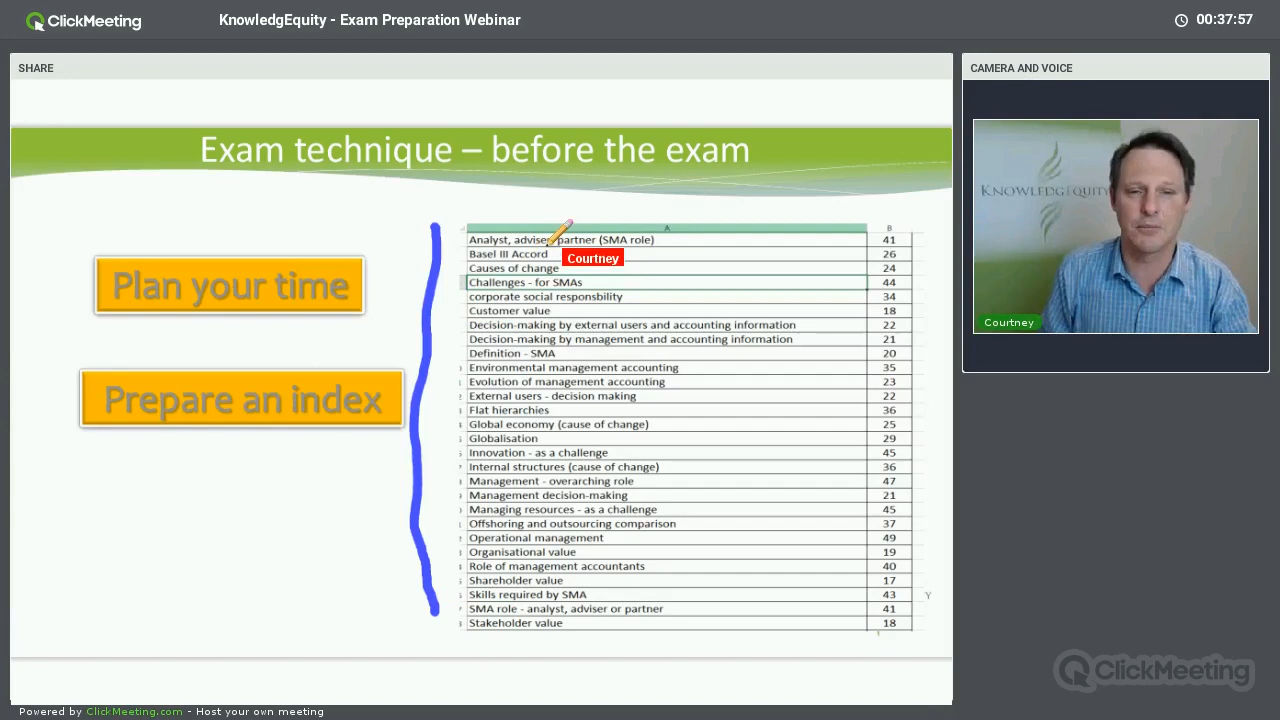 ClickMeeting
KnowledgEquity - Exam Preparation Webinar
00:37:57
SHARE
CAMERA AND VOICE
Exam technique – before the exam
Plan your time
Prepare an index
A B
Analyst, adviser, partner (SMA role) 41
Basel III Accord 26
Causes of change 24
Challenges - for SMAs 44
corporate social responsbility 34
Customer value 18
Decision-making by external users and accounting information 22
Decision-making by management and accounting information 21
Definition - SMA 20
Environmental management accounting 35
Evolution of management accounting 23
External users - decision making 22
Flat hierarchies 36
Global economy (cause of change) 25
Globalisation 29
Innovation - as a challenge 45
Internal structures (cause of change) 36
Management - overarching role 47
Management decision-making 21
Managing resources - as a challenge 45
Offshoring and outsourcing comparison 37
Operational management 49
Organisational value 19
Role of management accountants 40
Shareholder value 17
Skills required by SMA 43
SMA role - analyst, adviser or partner 41
Stakeholder value 18
Courtney
Y
KNOWLEDGEQUITY
Courtney
ClickMeeting
Powered by ClickMeeting.com - Host your own meeting